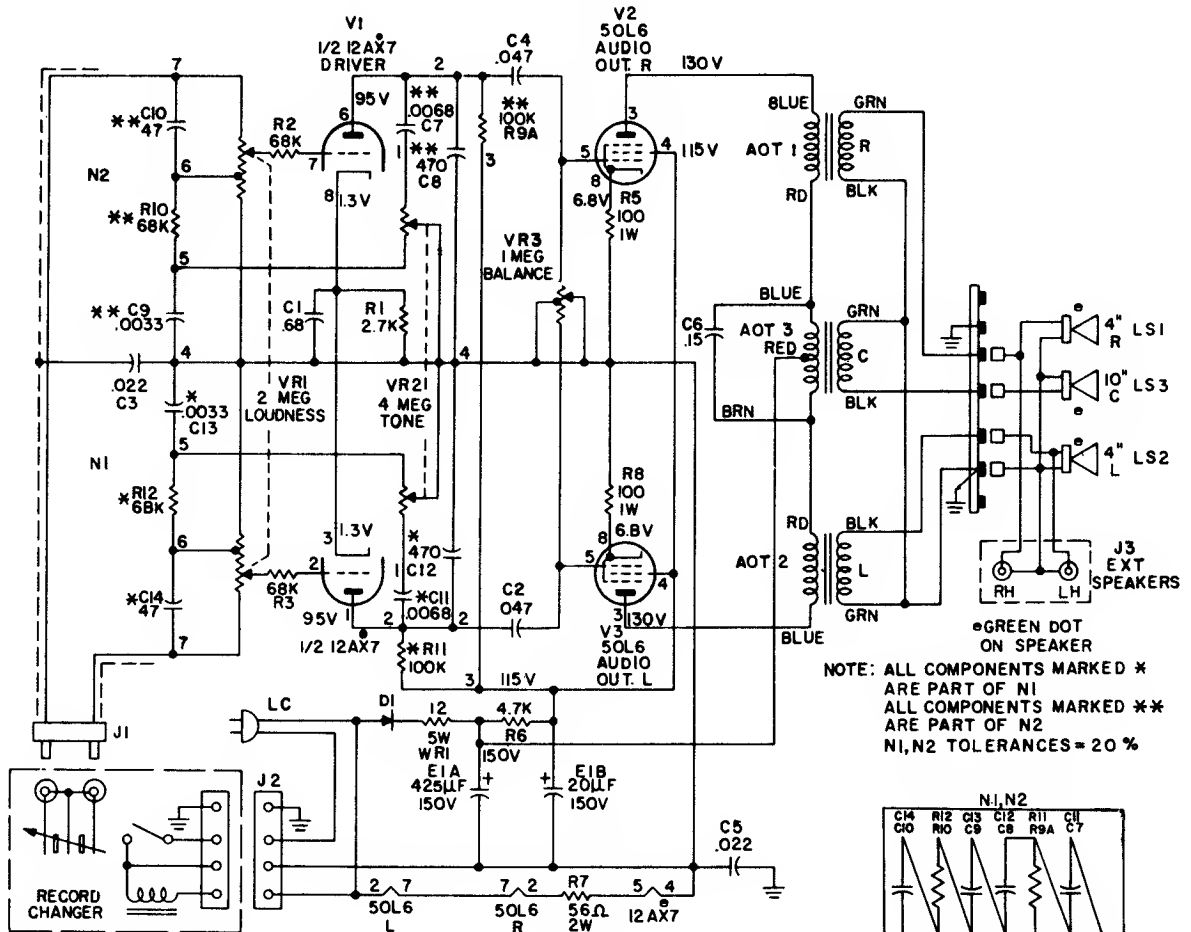 V1
1/2 12AX7
DRIVER
95V
6
7
8
1.3V
2
** .0068
C7
1
** 470
C8
C4
.047
** 100K
R9A
3
V2
50L6
AUDIO
OUT. R
130V
3
5
4
115V
8
6.8V
R5
100
1W
BLUE
AOT 1
RD
GRN
R
BLK
7
** C10
47
6
R2
68K
N2
** R10
68K
5
** C9
.0033
4
.022
C3
C1
.68
R1
2.7K
VR1
2 MEG
LOUDNESS
VR2
4 MEG
TONE
VR3
1 MEG
BALANCE
C6
.15
BLUE
AOT 3
RED
BRN
GRN
C
BLK
4"
R
LS1
10"
C
LS3
4"
L
LS2
* .0033
C13
5
N1
* R12
68K
6
* C14
47
7
68K
R3
2
3
1.3V
1
95V
1/2 12AX7
* 470
C12
1
* C11
.0068
2
2
* R11
100K
C2
.047
R8
100
1W
8
6.8V
5
4
3
130V
V3
50L6
AUDIO
OUT. L
RD
AOT 2
BLUE
BLK
L
GRN
J3
EXT
SPEAKERS
RH
LH
GREEN DOT
ON SPEAKER
NOTE: ALL COMPONENTS MARKED *
ARE PART OF N1
ALL COMPONENTS MARKED **
ARE PART OF N2
N1, N2 TOLERANCES = 20 %
J1
LC
D1
12
5W
WR1
115V
3
4.7K
R6
150V
E1A
425µF
150V
E1B
20µF
150V
J2
C5
.022
RECORD
CHANGER
2 7
50L6
L
7 2
50L6
R
R7
56Ω
2W
5 4
12AX7
N1, N2
C14 R12 C13 C12 R11 C11
C10 R10 C9 C8 R9A C7